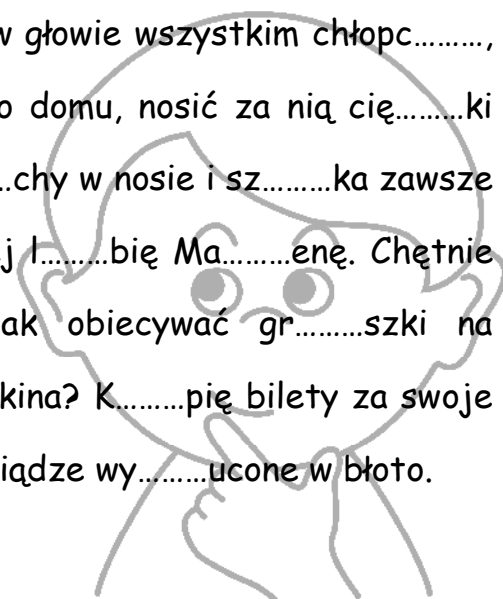 w głowie wszystkim chłopc………,
o domu, nosić za nią cię………ki
..chy w nosie i sz………ka zawsze
j l………bię Ma………enę. Chętnie
ak obiecywać gr………szki na
kina? K………pię bilety za swoje
iądze wy………ucone w błoto.